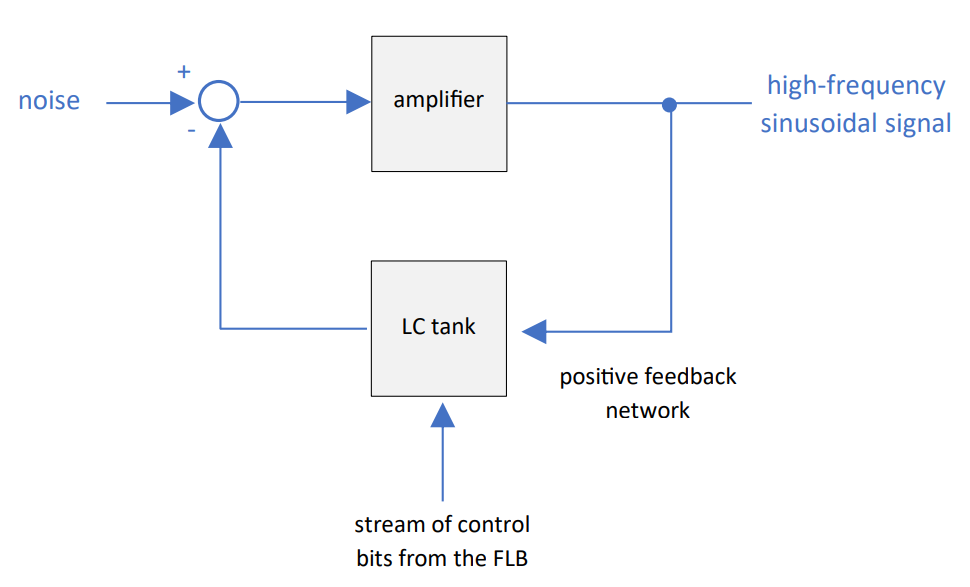 +
noise
-
amplifier
high-frequency
sinusoidal signal
LC tank
positive feedback
network
stream of control
bits from the FLB